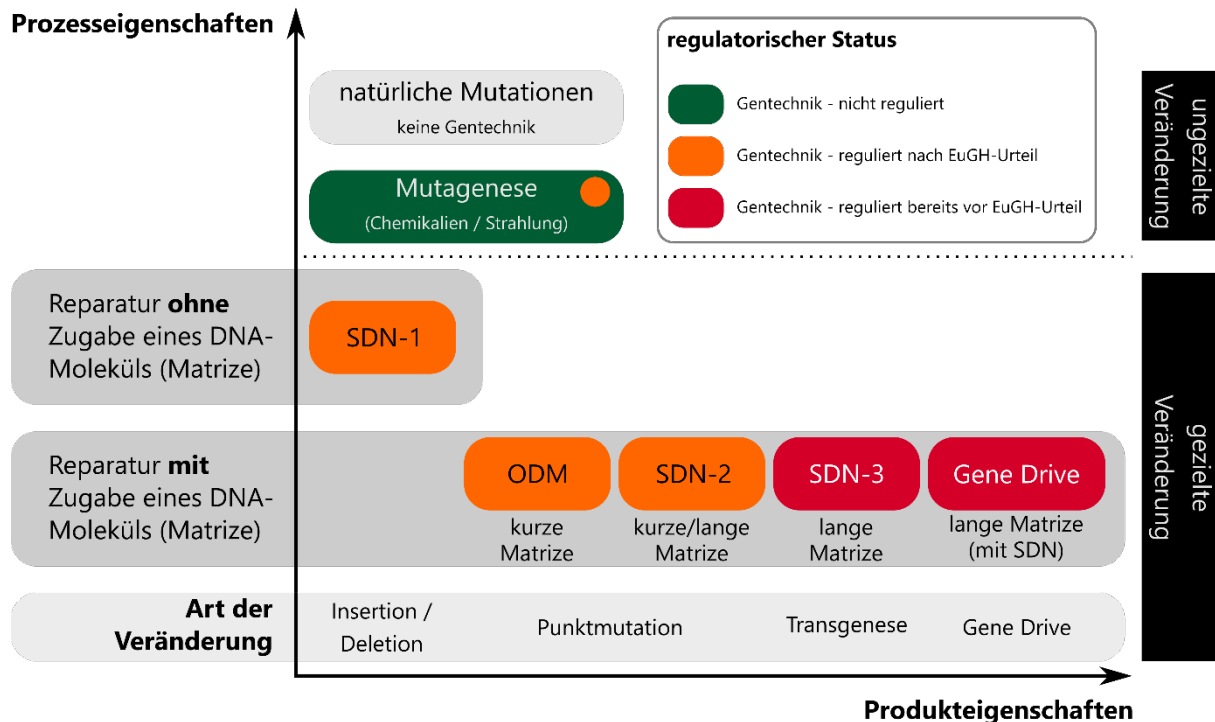 Prozesseigenschaften
regulatorischer Status
Gentechnik - nicht reguliert
Gentechnik - reguliert nach EuGH-Urteil
Gentechnik - reguliert bereits vor EuGH-Urteil
natürliche Mutationen
keine Gentechnik
Mutagenese
(Chemikalien / Strahlung)
ungezielte
Veränderung
Reparatur ohne
Zugabe eines DNA-
Moleküls (Matrize)
SDN-1
Reparatur mit
Zugabe eines DNA-
Moleküls (Matrize)
ODM
kurze
Matrize
SDN-2
kurze/lange
Matrize
SDN-3
lange
Matrize
Gene Drive
lange Matrize
(mit SDN)
gezielte
Veränderung
Art der
Veränderung
Insertion /
Deletion
Punktmutation
Transgenese
Gene Drive
Produkteigenschaften